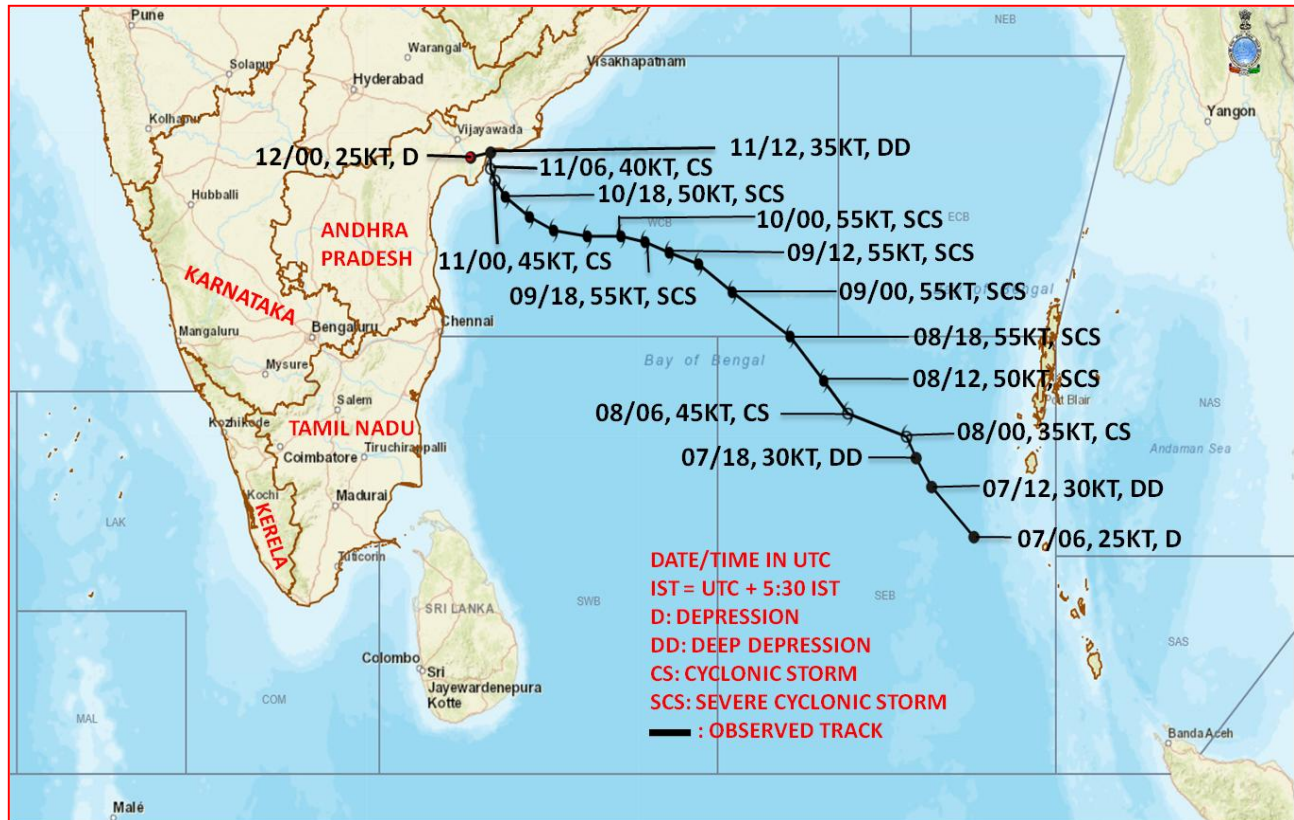 Pune
NEB
Warangal
Solapur
Visakhapatnam
Hyderabad
Kolhapur
Yangon
Vijayawada
12/00, 25KT, D
11/12, 35KT, DD
11/06, 40KT, CS
10/18, 50KT, SCS
Hubballi
WCB
10/00, 55KT, SCS
ECB
ANDHRA
PRADESH
11/00, 45KT, CS
09/12, 55KT, SCS
KARNATAKA
09/18, 55KT, SCS
09/00, 55KT, SCS
of Bengal
Chennai
Mangaluru
Bengaluru
08/18, 55KT, SCS
Bay of Bengal
Mysure
08/12, 50KT, SCS
Port Blair
NAS
Salem
08/06, 45KT, CS
Kozhikode
TAMIL NADU
08/00, 35KT, CS
Andaman Sea
Tiruchirappalli
Coimbatore
07/18, 30KT, DD
07/12, 30KT, DD
Kochi
Madurai
LAK
KERELA
07/06, 25KT, D
Tuticorin
DATE/TIME IN UTC
IST = UTC + 5:30 IST
D: DEPRESSION
DD: DEEP DEPRESSION
CS: CYCLONIC STORM
SCS: SEVERE CYCLONIC STORM
: OBSERVED TRACK
SWB
SEB
SRI LANKA
SAS
Colombo
Sri
Jayewardenepura
Kotte
COM
MAL
Banda Aceh
Malé